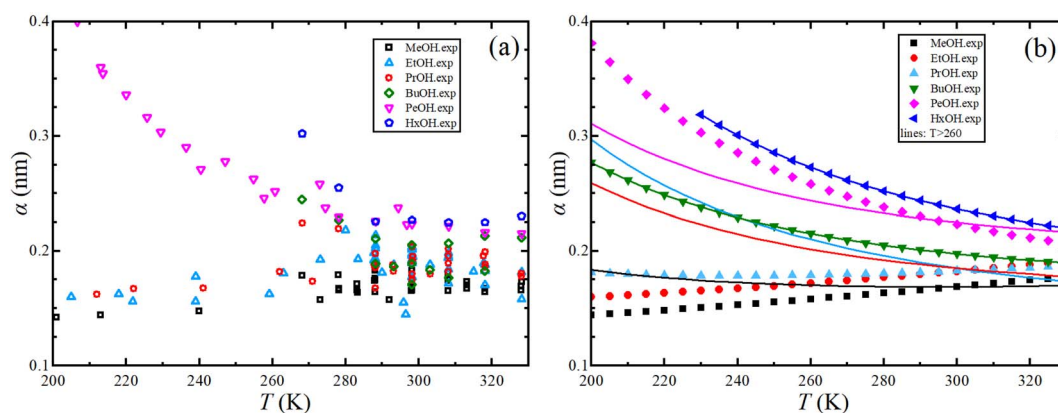 (a)
MeOH.exp
EtOH.exp
PrOH.exp
BuOH.exp
PeOH.exp
HxOH.exp
0.4
0.3
0.2
0.1
α (nm)
200 220 240 260 280 300 320
T (K)
(b)
MeOH.exp
EtOH.exp
PrOH.exp
BuOH.exp
PeOH.exp
HxOH.exp
lines: T>260
0.4
0.3
0.2
0.1
α (nm)
200 220 240 260 280 300 320
T (K)